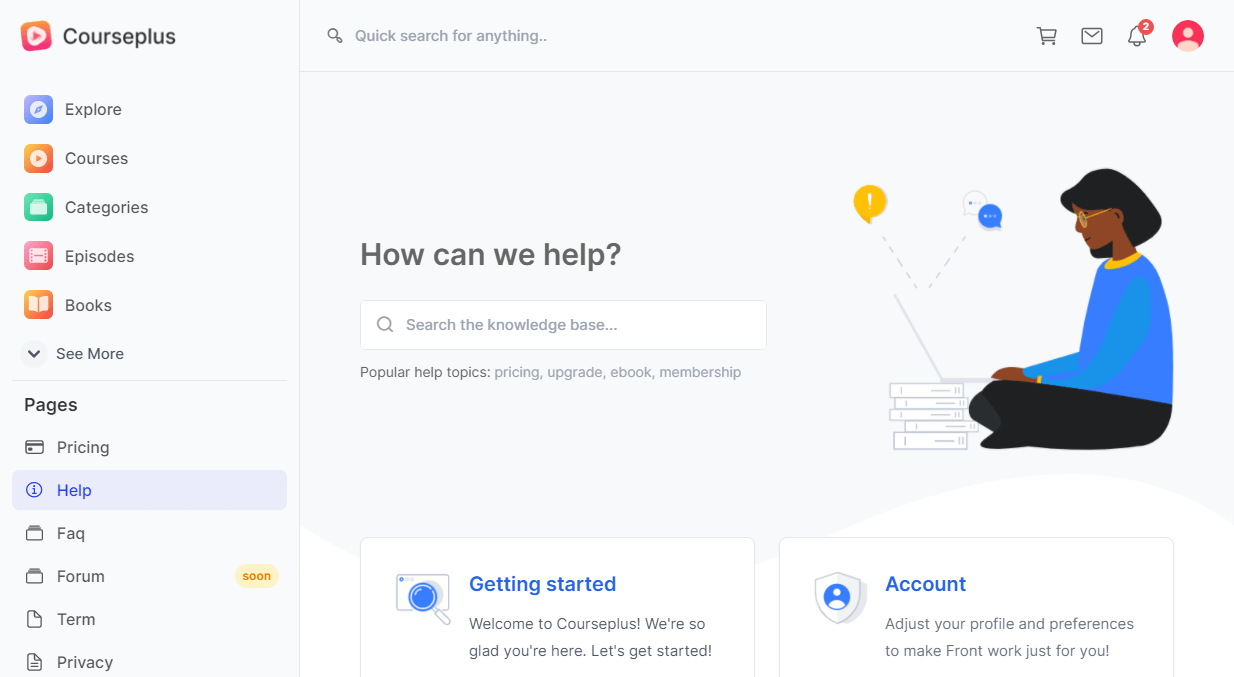 Courseplus
Quick search for anything..
2
Explore
Courses
Categories
Episodes
Books
See More
Pages
Pricing
Help
Faq
Forum
soon
Term
Privacy
How can we help?
Search the knowledge base...
Popular help topics: pricing, upgrade, ebook, membership
Getting started
Welcome to Courseplus! We're so
glad you're here. Let's get started!
Account
Adjust your profile and preferences
to make Front work just for you!